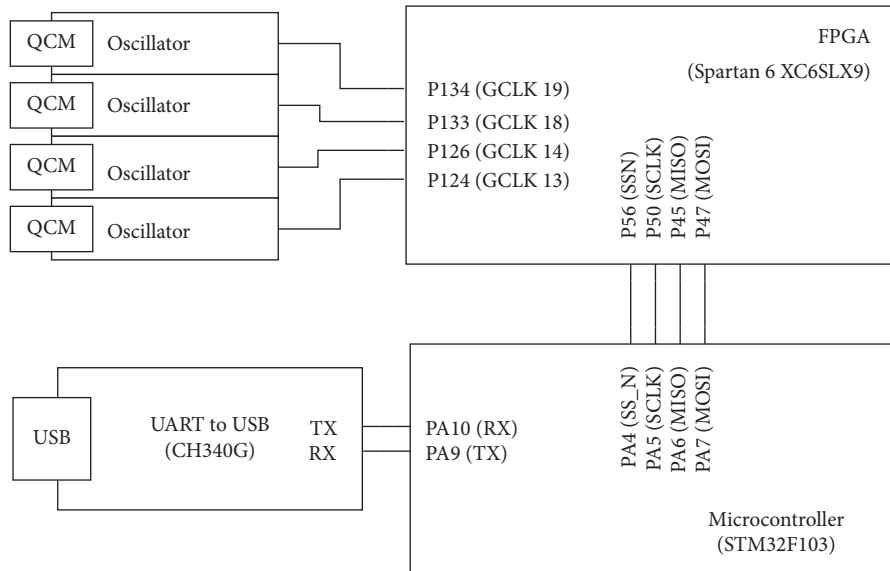 QCM Oscillator
QCM Oscillator
QCM Oscillator
QCM Oscillator
FPGA
(Spartan 6 XC6SLX9)
P134 (GCLK 19)
P133 (GCLK 18)
P126 (GCLK 14)
P124 (GCLK 13)
P56 (SSN)
P50 (SCLK)
P45 (MISO)
P47 (MOSI)
USB
UART to USB
(CH340G)
TX
RX
PA10 (RX)
PA9 (TX)
PA4 (SS_N)
PA5 (SCLK)
PA6 (MISO)
PA7 (MOSI)
Microcontroller
(STM32F103)